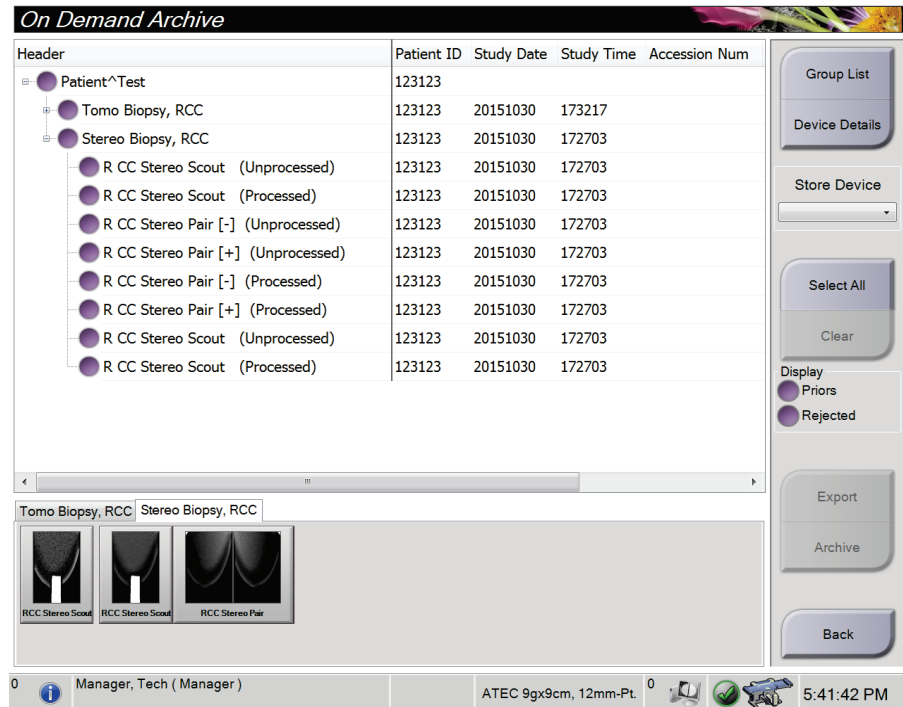 On Demand Archive
Header Patient ID Study Date Study Time Accession Num
Patient^Test 123123
Tomo Biopsy, RCC 123123 20151030 173217
Stereo Biopsy, RCC 123123 20151030 172703
R CC Stereo Scout (Unprocessed) 123123 20151030 172703
R CC Stereo Scout (Processed) 123123 20151030 172703
R CC Stereo Pair [-] (Unprocessed) 123123 20151030 172703
R CC Stereo Pair [+] (Unprocessed) 123123 20151030 172703
R CC Stereo Pair [-] (Processed) 123123 20151030 172703
R CC Stereo Pair [+] (Processed) 123123 20151030 172703
R CC Stereo Scout (Unprocessed) 123123 20151030 172703
R CC Stereo Scout (Processed) 123123 20151030 172703
Group List
Device Details
Store Device
Select All
Clear
Display
Priors
Rejected
Export
Archive
Back
Tomo Biopsy, RCC Stereo Biopsy, RCC
RCC Stereo Scout RCC Stereo Scout RCC Stereo Pair
0 Manager, Tech ( Manager ) ATEC 9gx9cm, 12mm-Pt. 0 5:41:42 PM